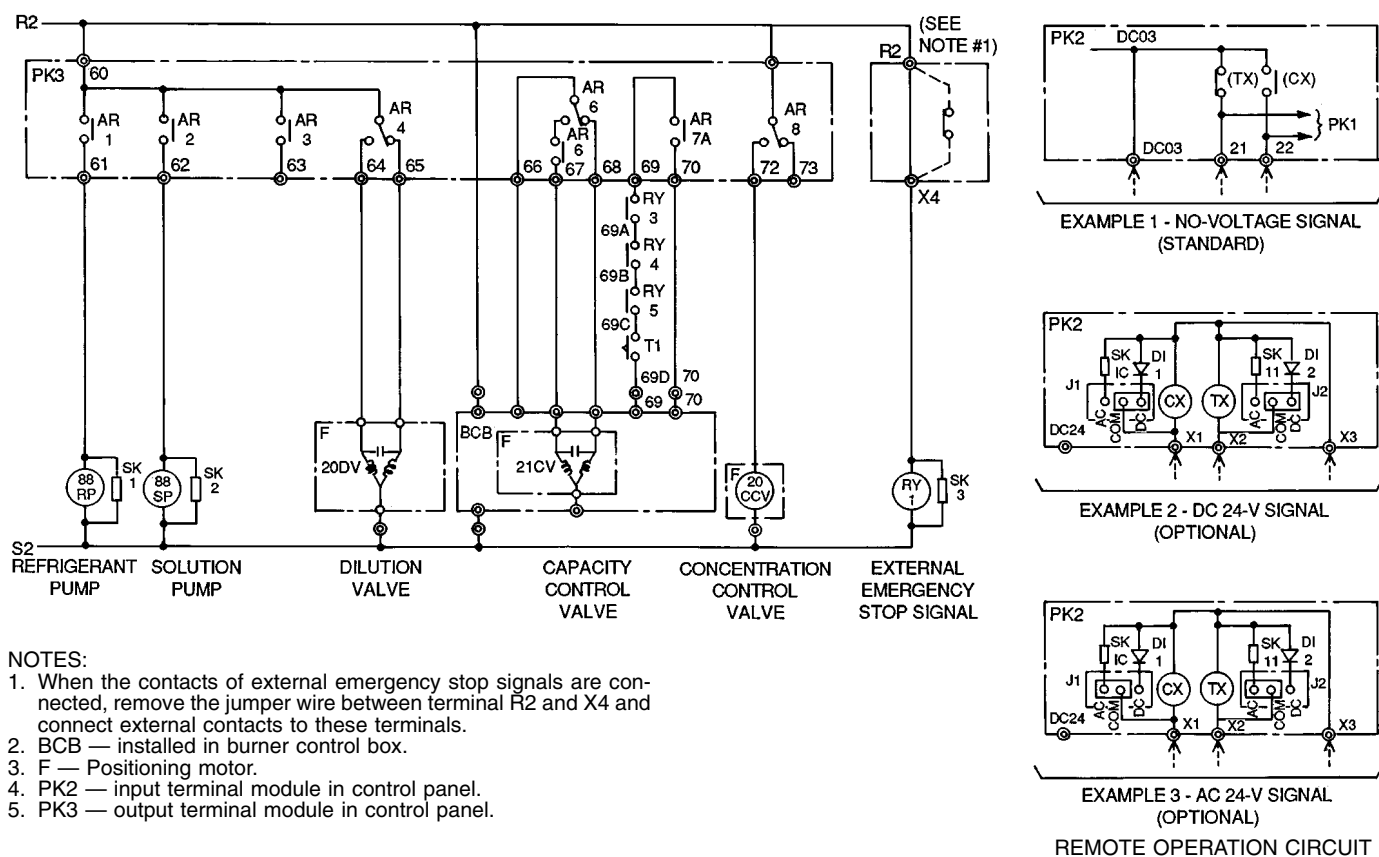 R2
(SEE
NOTE #1)
R2
PK3
60
AR
1
AR
2
AR
3
AR
4
AR
6
AR
6
AR
7A
AR
8
61
62
63
64
65
66
67
68
69
70
72
73
X4
RY
3
69A
RY
4
69B
RY
5
69C
T1
69D
70
69
70
BCB
F
20DV
F
21CV
F
20
CCV
88
RP
SK
1
88
SP
SK
2
RY
1
SK
3
S2
REFRIGERANT
PUMP
SOLUTION
PUMP
DILUTION
VALVE
CAPACITY
CONTROL
VALVE
CONCENTRATION
CONTROL
VALVE
EXTERNAL
EMERGENCY
STOP SIGNAL
NOTES:
1. When the contacts of external emergency stop signals are con-
nected, remove the jumper wire between terminal R2 and X4 and
connect external contacts to these terminals.
2. BCB — installed in burner control box.
3. F — Positioning motor.
4. PK2 — input terminal module in control panel.
5. PK3 — output terminal module in control panel.
PK2
DC03
(TX)
(CX)
PK1
DC03
21
22
EXAMPLE 1 - NO-VOLTAGE SIGNAL
(STANDARD)
PK2
SK
IC
DI
1
SK
11
DI
2
J1
J2
CX
TX
AC
COM
DC
AC
COM
DC
DC24
X1
X2
X3
EXAMPLE 2 - DC 24-V SIGNAL
(OPTIONAL)
PK2
SK
IC
DI
1
SK
11
DI
2
J1
J2
CX
TX
AC
COM
DC
AC
COM
DC
DC24
X1
X2
X3
EXAMPLE 3 - AC 24-V SIGNAL
(OPTIONAL)
REMOTE OPERATION CIRCUIT